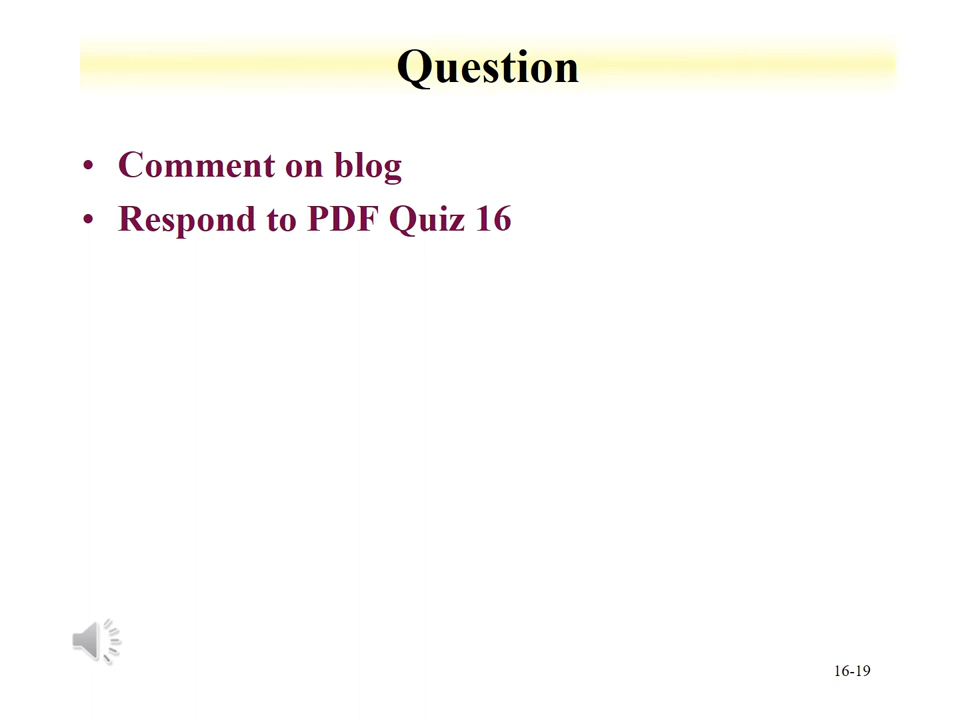 Question
• Comment on blog
• Respond to PDF Quiz 16
16-19